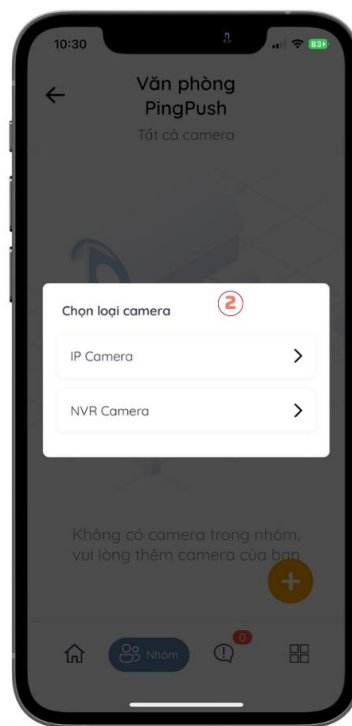 10:30
83+
Văn phòng
PingPush
Tất cả camera
Chọn loại camera
2
IP Camera
NVR Camera
Không có camera trong nhóm,
vui lòng thêm camera của bạn
Nhóm
0